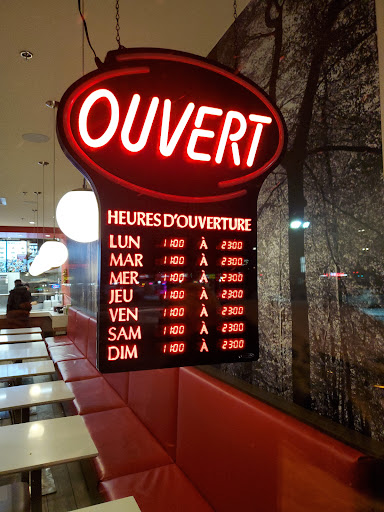 OUVERT
HEURES D'OUVERTURE
LUN 11:00 À 23:00
MAR 11:00 À 23:00
MER 11:00 À 23:00
JEU 11:00 À 23:00
VEN 11:00 À 23:00
SAM 11:00 À 23:00
DIM 11:00 À 23:00